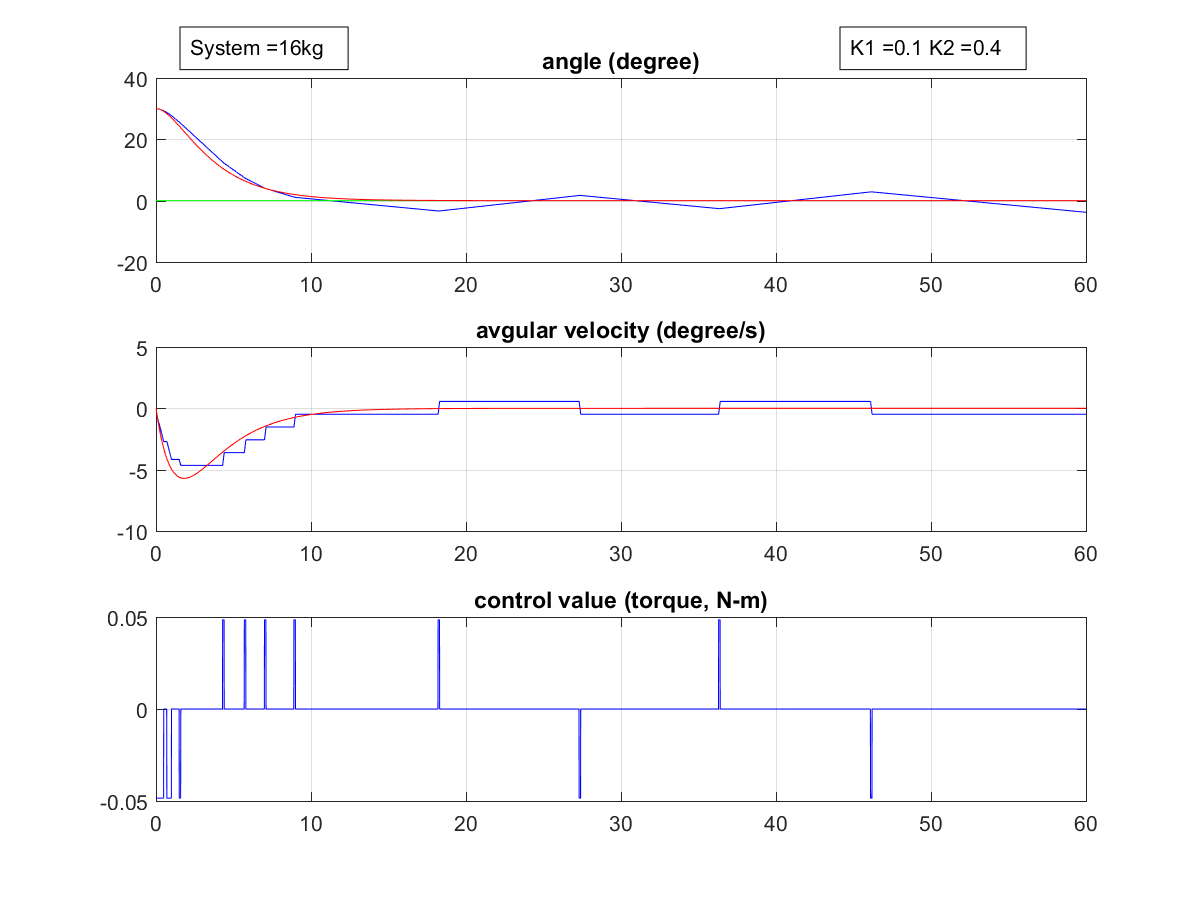 System =16kg
K1 =0.1 K2 =0.4
angle (degree)
40
20
0
-20
0 10 20 30 40 50 60
avgular velocity (degree/s)
5
0
-5
-10
0 10 20 30 40 50 60
control value (torque, N-m)
0.05
0
-0.05
0 10 20 30 40 50 60